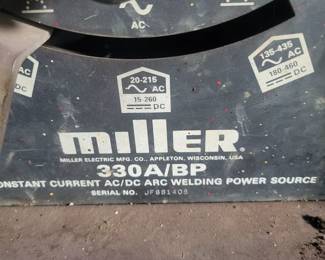 AC
AC
DC
20-215
AC
15-260
DC
135-435
AC
180-460
DC
miller®
MILLER ELECTRIC MFG. CO., APPLETON, WISCONSIN, USA
330A/BP
CONSTANT CURRENT AC/DC ARC WELDING POWER SOURCE
SERIAL NO. JF881408